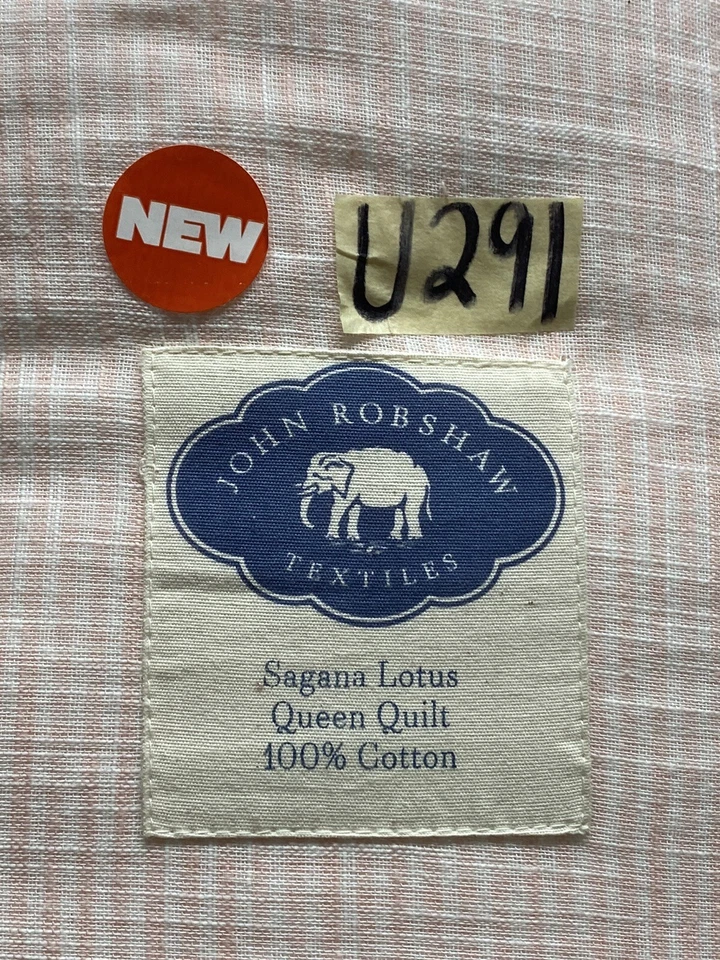 NEW
U291
JOHN ROBSHAW
TEXTILES
Sagana Lotus
Queen Quilt
100% Cotton